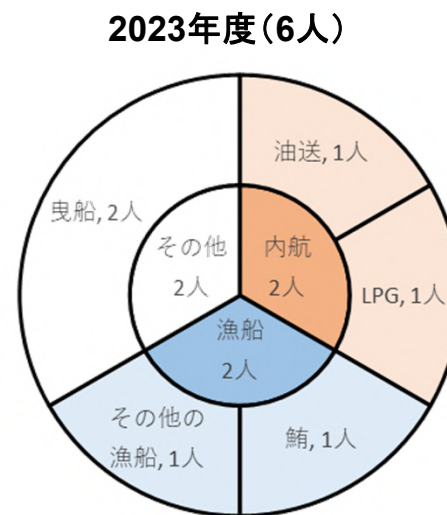 2023年度（6人）
油送, 1人
曳船, 2人
その他
2人
内航
2人
LPG, 1人
漁船
2人
その他の
漁船, 1人
鮪, 1人